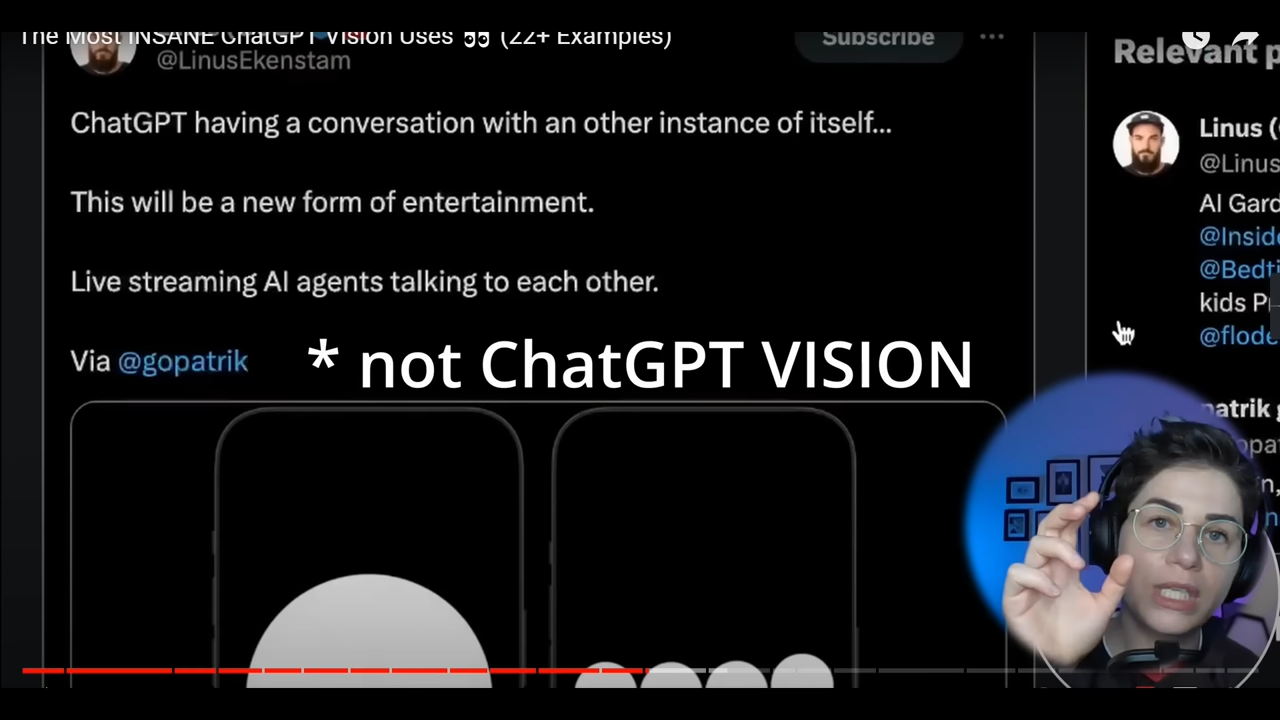 The Most INSANE ChatGPT Vision Uses 👀 (22+ Examples)
@LinusEkenstam
Subscribe
ChatGPT having a conversation with an other instance of itself...
This will be a new form of entertainment.
Live streaming AI agents talking to each other.
Via @gopatrik
* not ChatGPT VISION
Relevant p
Linus (
@Linus
AI Gard
@Inside
@Bedti
kids P
@flode
patrik g
opat